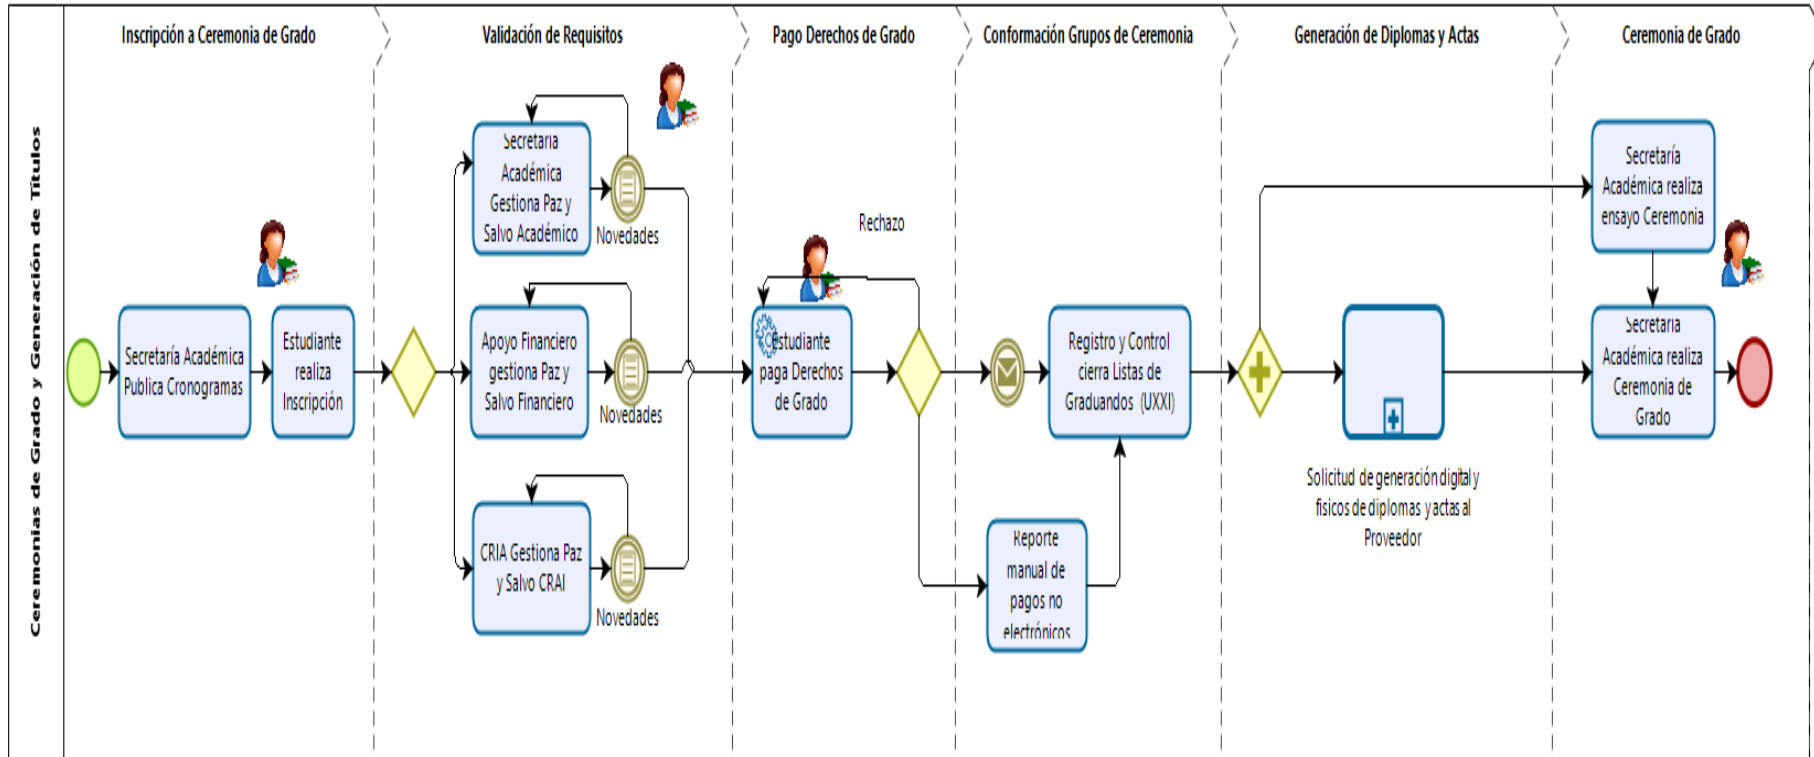 Ceremonias de Grado y Generación de Títulos
Inscripción a Ceremonia de Grado
Validación de Requisitos
Pago Derechos de Grado
Conformación Grupos de Ceremonia
Generación de Diplomas y Actas
Ceremonia de Grado
Secretaría Académica
Publica Cronogramas
Estudiante
realiza
Inscripción
Secretaría
Académica
Gestiona Paz y
Salvo Académico
Novedades
Apoyo Financiero
gestiona Paz y
Salvo Financiero
Novedades
CRIA Gestiona Paz
y Salvo CRAI
Novedades
Rechazo
Estudiante
paga Derechos
de Grado
Registro y Control
cierra Listas de
Graduandos (UXXI)
Reporte
manual de
pagos no
electrónicos
Solicitud de generación digital y
físicos de diplomas y actas al
Proveedor
Secretaría
Académica realiza
ensayo Ceremonia
Secretaría
Académica realiza
Ceremonia de
Grado